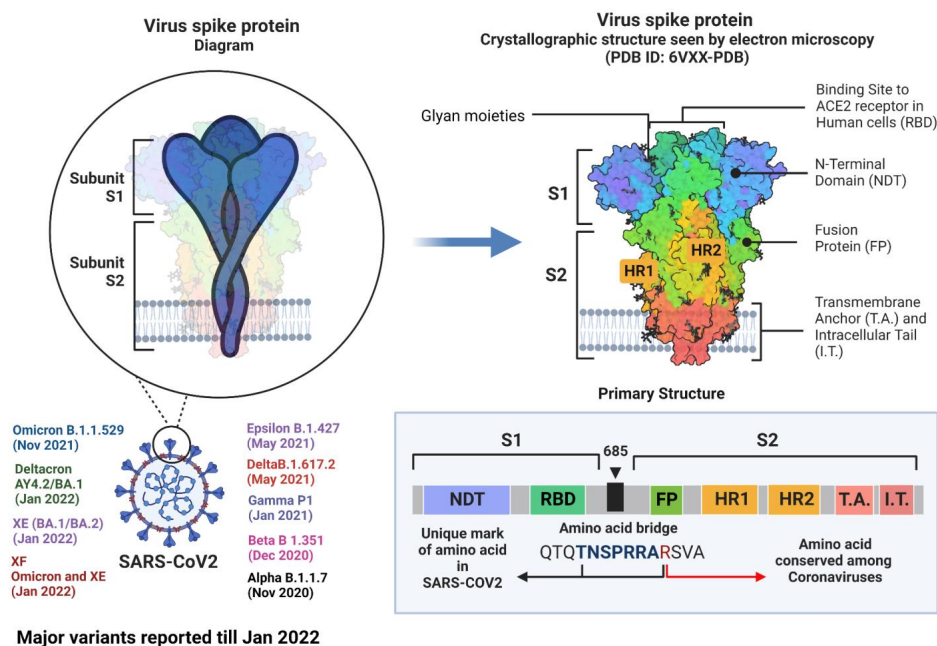 Virus spike protein
Diagram
Subunit
S1
Subunit
S2
Virus spike protein
Crystallographic structure seen by electron microscopy
(PDB ID: 6VXX-PDB)
Glyan moieties
Binding Site to
ACE2 receptor in
Human cells (RBD)
S1
N-Terminal
Domain (NDT)
Fusion
Protein (FP)
HR2
HR1
S2
Transmembrane
Anchor (T.A.) and
Intracellular Tail
(I.T.)
Omicron B.1.1.529
(Nov 2021)
Deltacron
AY4.2/BA.1
(Jan 2022)
XE (BA.1/BA.2)
(Jan 2022)
XF
Omicron and XE
(Jan 2022)
SARS-CoV2
Epsilon B.1.427
(May 2021)
DeltaB.1.617.2
(May 2021)
Gamma P1
(Jan 2021)
Beta B 1.351
(Dec 2020)
Alpha B.1.1.7
(Nov 2020)
Major variants reported till Jan 2022
Primary Structure
S1
685
S2
NDT
RBD
FP
HR1
HR2
T.A.
I.T.
Unique mark
of amino acid
in
SARS-COV2
Amino acid bridge
QTQTNSPRRARSVA
Amino acid
conserved among
Coronaviruses